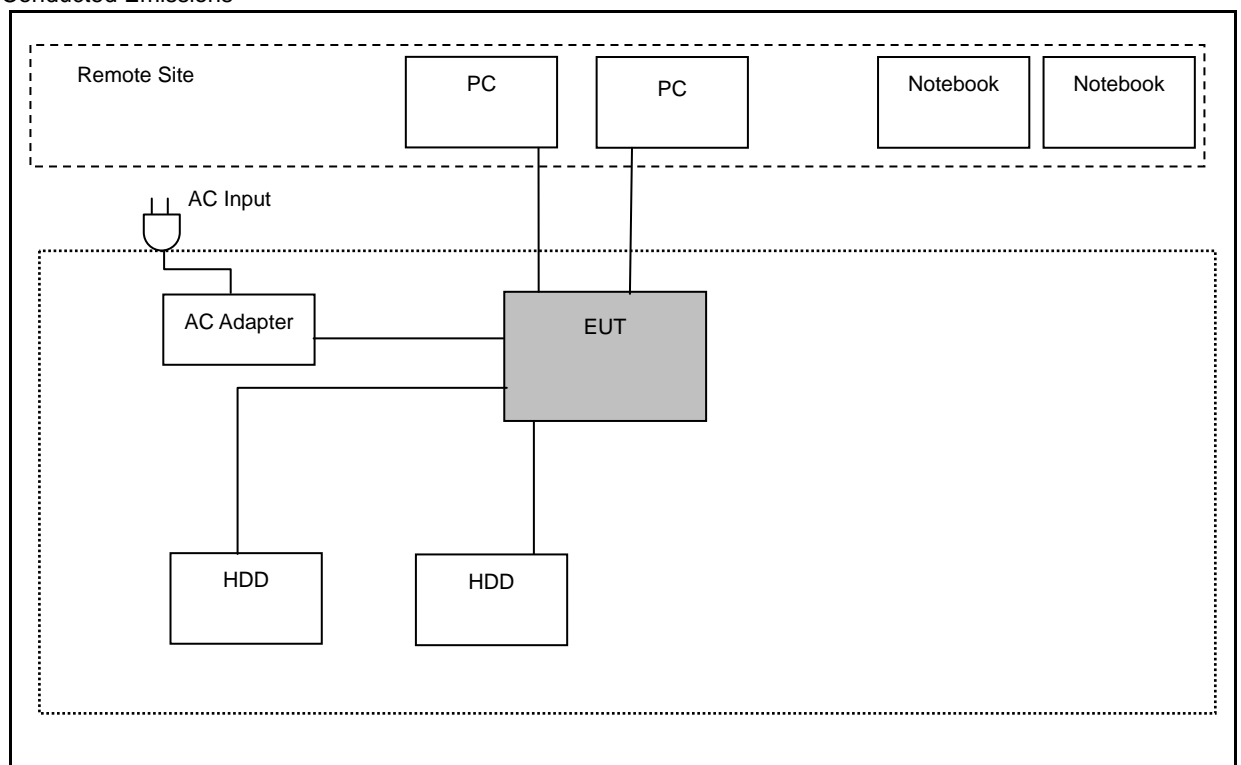 Conducted Emissions
Remote Site
PC
PC
Notebook
Notebook
AC Input
AC Adapter
EUT
HDD
HDD